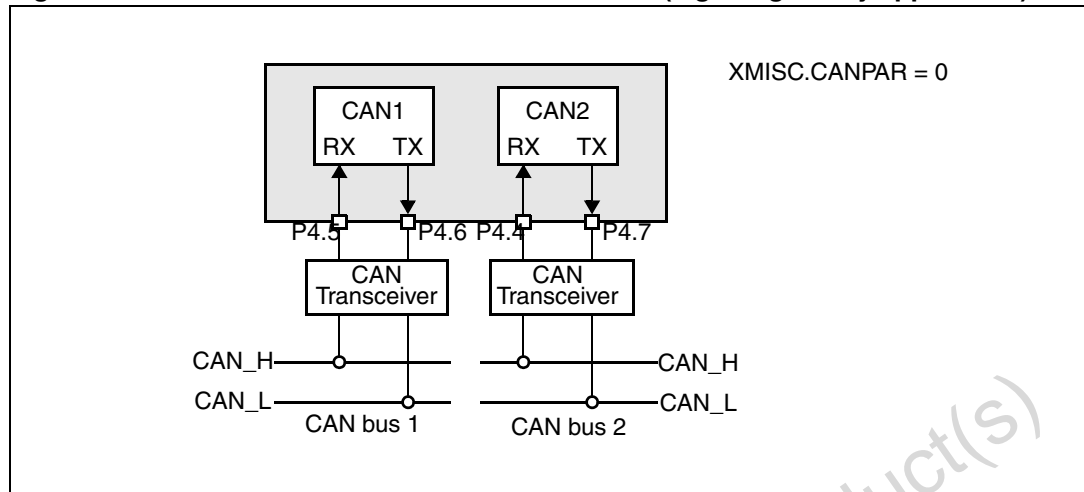 XMISC.CANPAR = 0
CAN1
CAN2
RX TX
RX TX
P4.5
P4.6
P4.4
P4.7
CAN
Transceiver
CAN
Transceiver
CAN_H
CAN_H
CAN_L
CAN_L
CAN bus 1
CAN bus 2